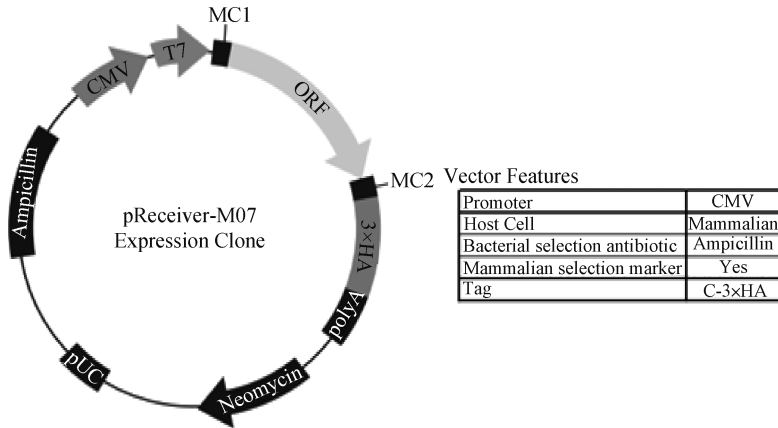 MC1
T7
CMV
ORF
MC2
Ampicillin
pReceiver-M07
Expression Clone
3×HA
polyA
Neomycin
pUC
Vector Features
Promoter CMV
Host Cell Mammalian
Bacterial selection antibiotic Ampicillin
Mammalian selection marker Yes
Tag C-3×HA